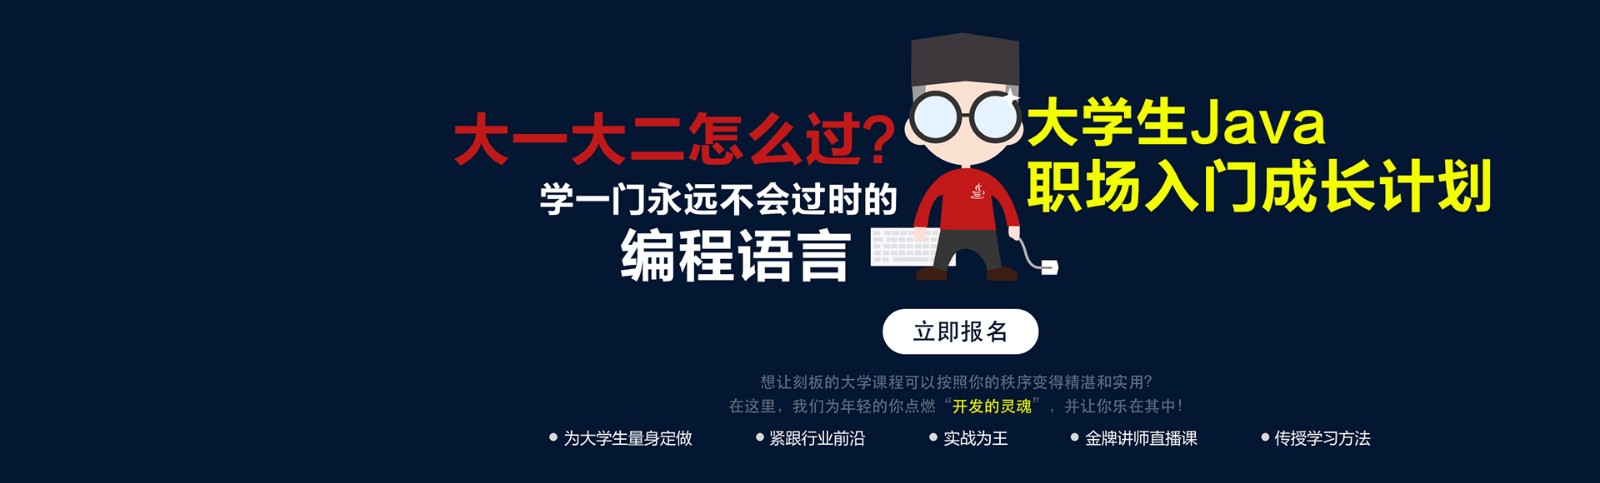 大一大二怎么过?
学一门永远不会过时的
编程语言
大学生Java
职场入门成长计划
立即报名
想让刻板的大学课程可以按照你的秩序变得精湛和实用?
在这里，我们为年轻的你点燃“开发的灵魂”，并让你乐在其中!
为大学生量身定做
紧跟行业前沿
实战为王
金牌讲师直播课
传授学习方法